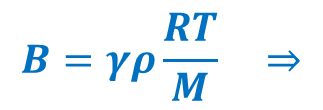 B = γρ RT/M ⇒